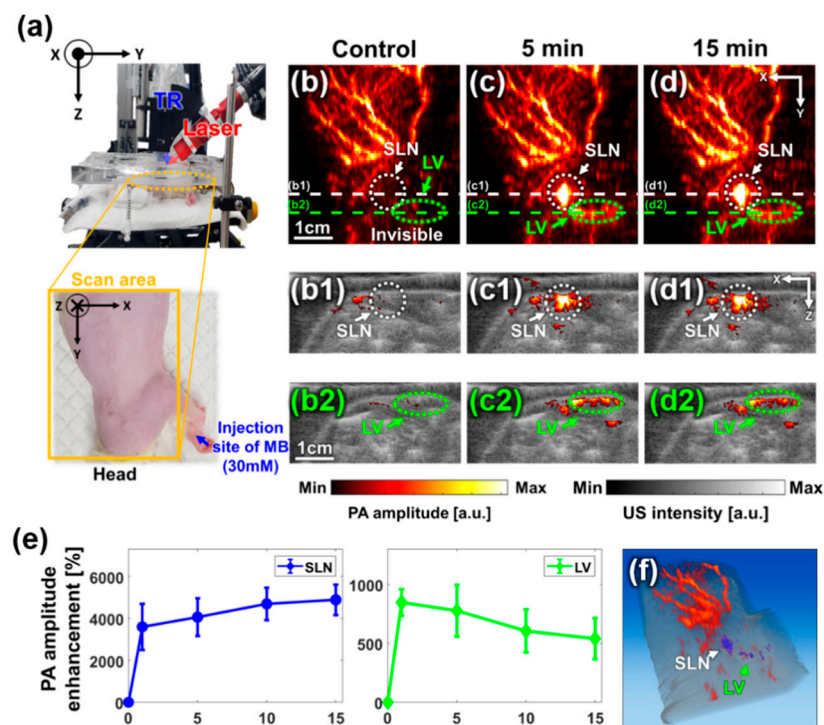 (a)
X
Y
Z
TR
Laser
Scan area
Z
X
Y
Injection
site of MB
(30mM)
Head
Control
5 min
15 min
(b)
SLN
LV
(b1)
(b2)
1cm
Invisible
(c)
SLN
(c1)
(c2)
LV
(d)
X
Y
SLN
(d1)
(d2)
LV
(b1)
SLN
(c1)
SLN
(d1)
X
Z
SLN
(b2)
LV
1cm
(c2)
LV
(d2)
LV
Min
Max
PA amplitude [a.u.]
Min
Max
US intensity [a.u.]
(e)
PA amplitude
enhancement [%]
6000
4000
2000
0
0
5
10
15
SLN
1000
500
0
0
5
10
15
LV
(f)
SLN
LV